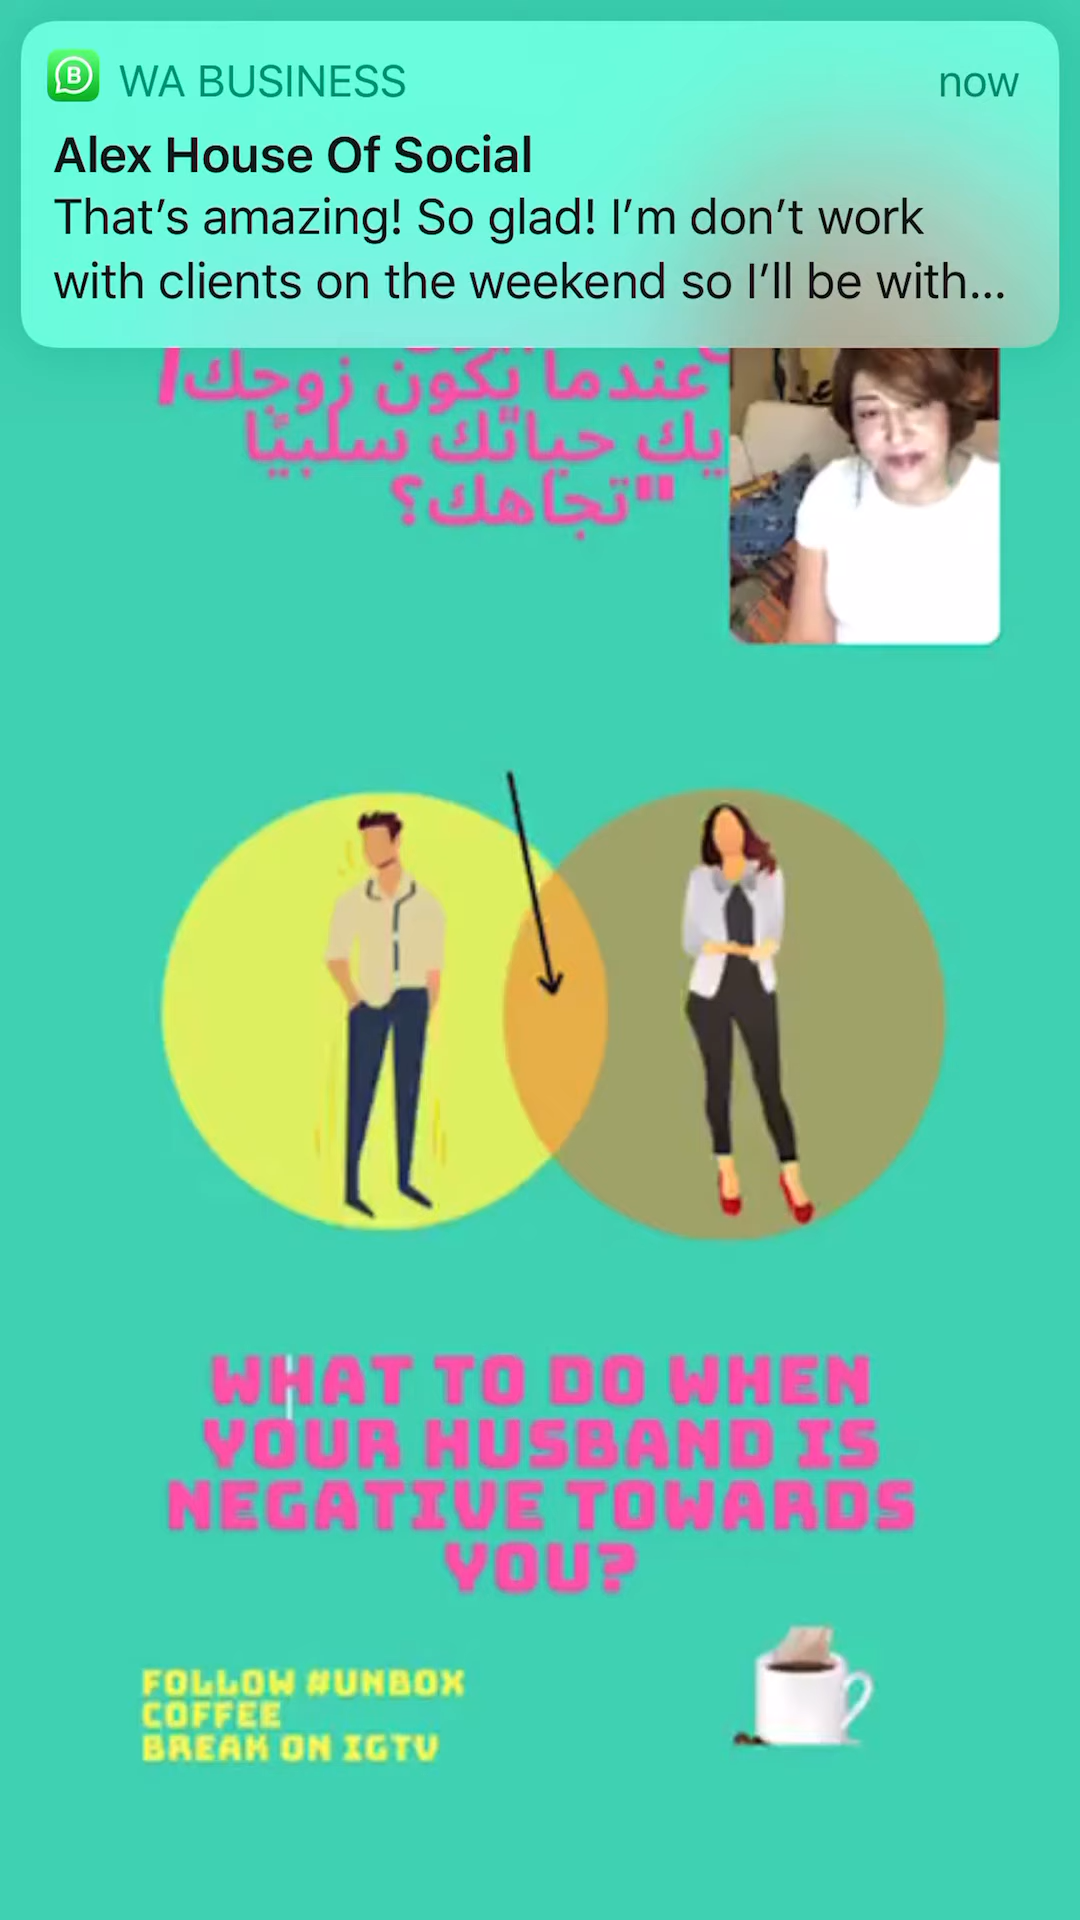 WA BUSINESS
now
Alex House Of Social
That's amazing! So glad! I'm don't work
with clients on the weekend so I'll be with...
عندما يكون زوجك/
يك حياتك سلبيًا
"تجاهك؟
WHAT TO DO WHEN
YOUR HUSBAND IS
NEGATIVE TOWARDS
YOU?
FOLLOW #UNBOX
COFFEE
BREAK ON IGTV